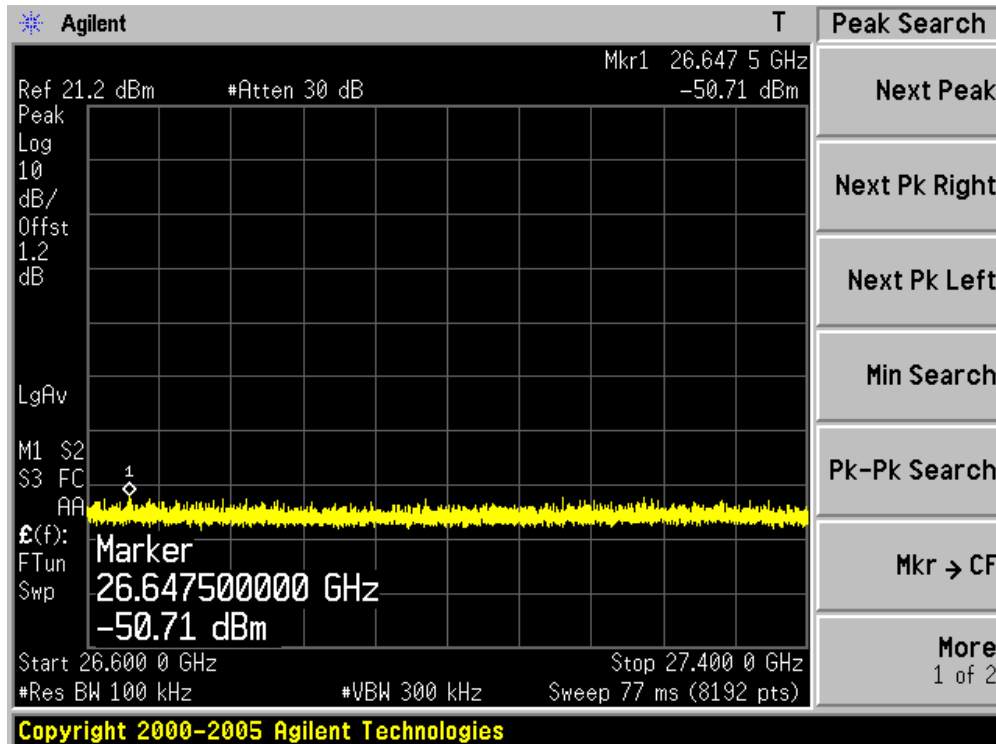 Agilent T Peak Search
Mkr1 26.647 5 GHz
Ref 21.2 dBm #Atten 30 dB -50.71 dBm
Peak
Log
10
dB/
Offst
1.2
dB
LgAv
M1 S2
S3 FC
AA
£(f):
FTun
Swp
1
Marker
26.647500000 GHz
-50.71 dBm
Start 26.600 0 GHz Stop 27.400 0 GHz
#Res BW 100 kHz #VBW 300 kHz Sweep 77 ms (8192 pts)
Next Peak
Next Pk Right
Next Pk Left
Min Search
Pk-Pk Search
Mkr → CF
More
1 of 2
Copyright 2000-2005 Agilent Technologies